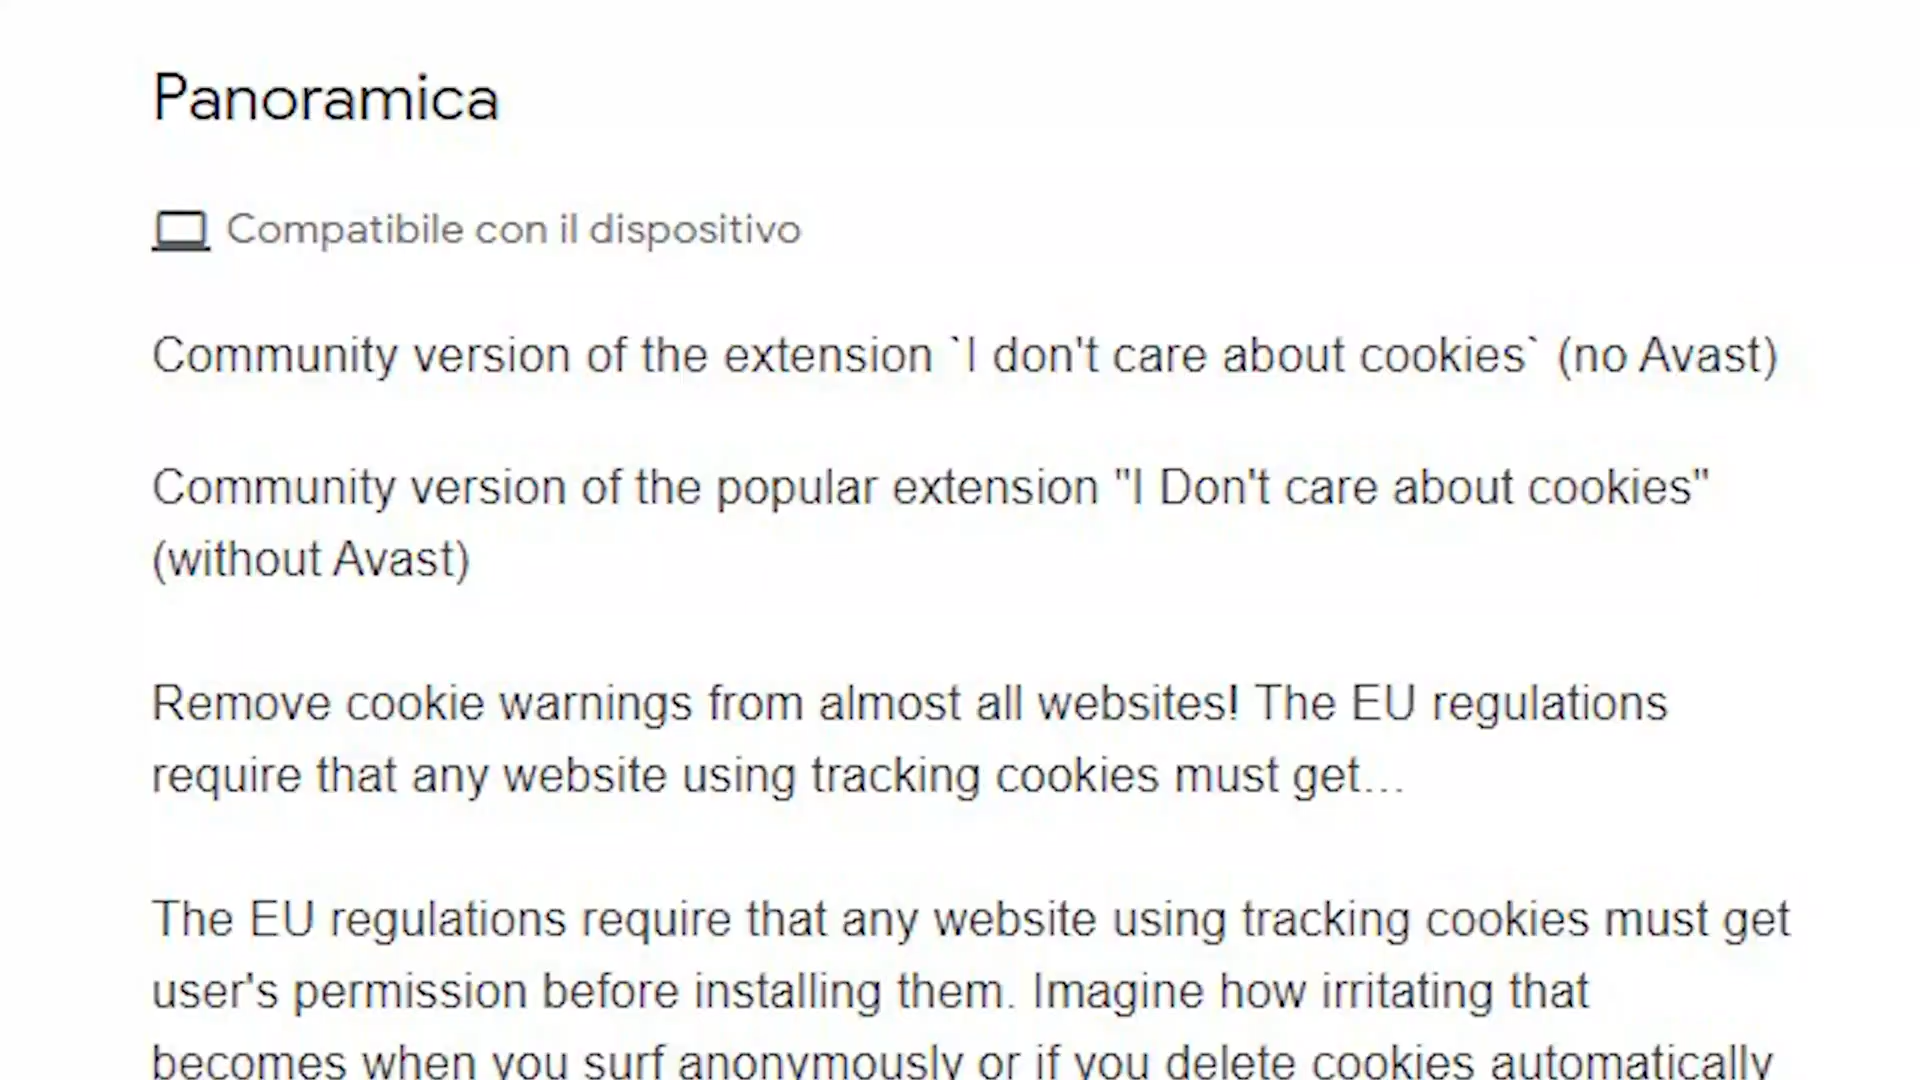 Panoramica
Compatibile con il dispositivo
Community version of the extension `I don't care about cookies` (no Avast)
Community version of the popular extension "I Don't care about cookies"
(without Avast)
Remove cookie warnings from almost all websites! The EU regulations
require that any website using tracking cookies must get...
The EU regulations require that any website using tracking cookies must get
user's permission before installing them. Imagine how irritating that
becomes when you surf anonymously or if you delete cookies automatically